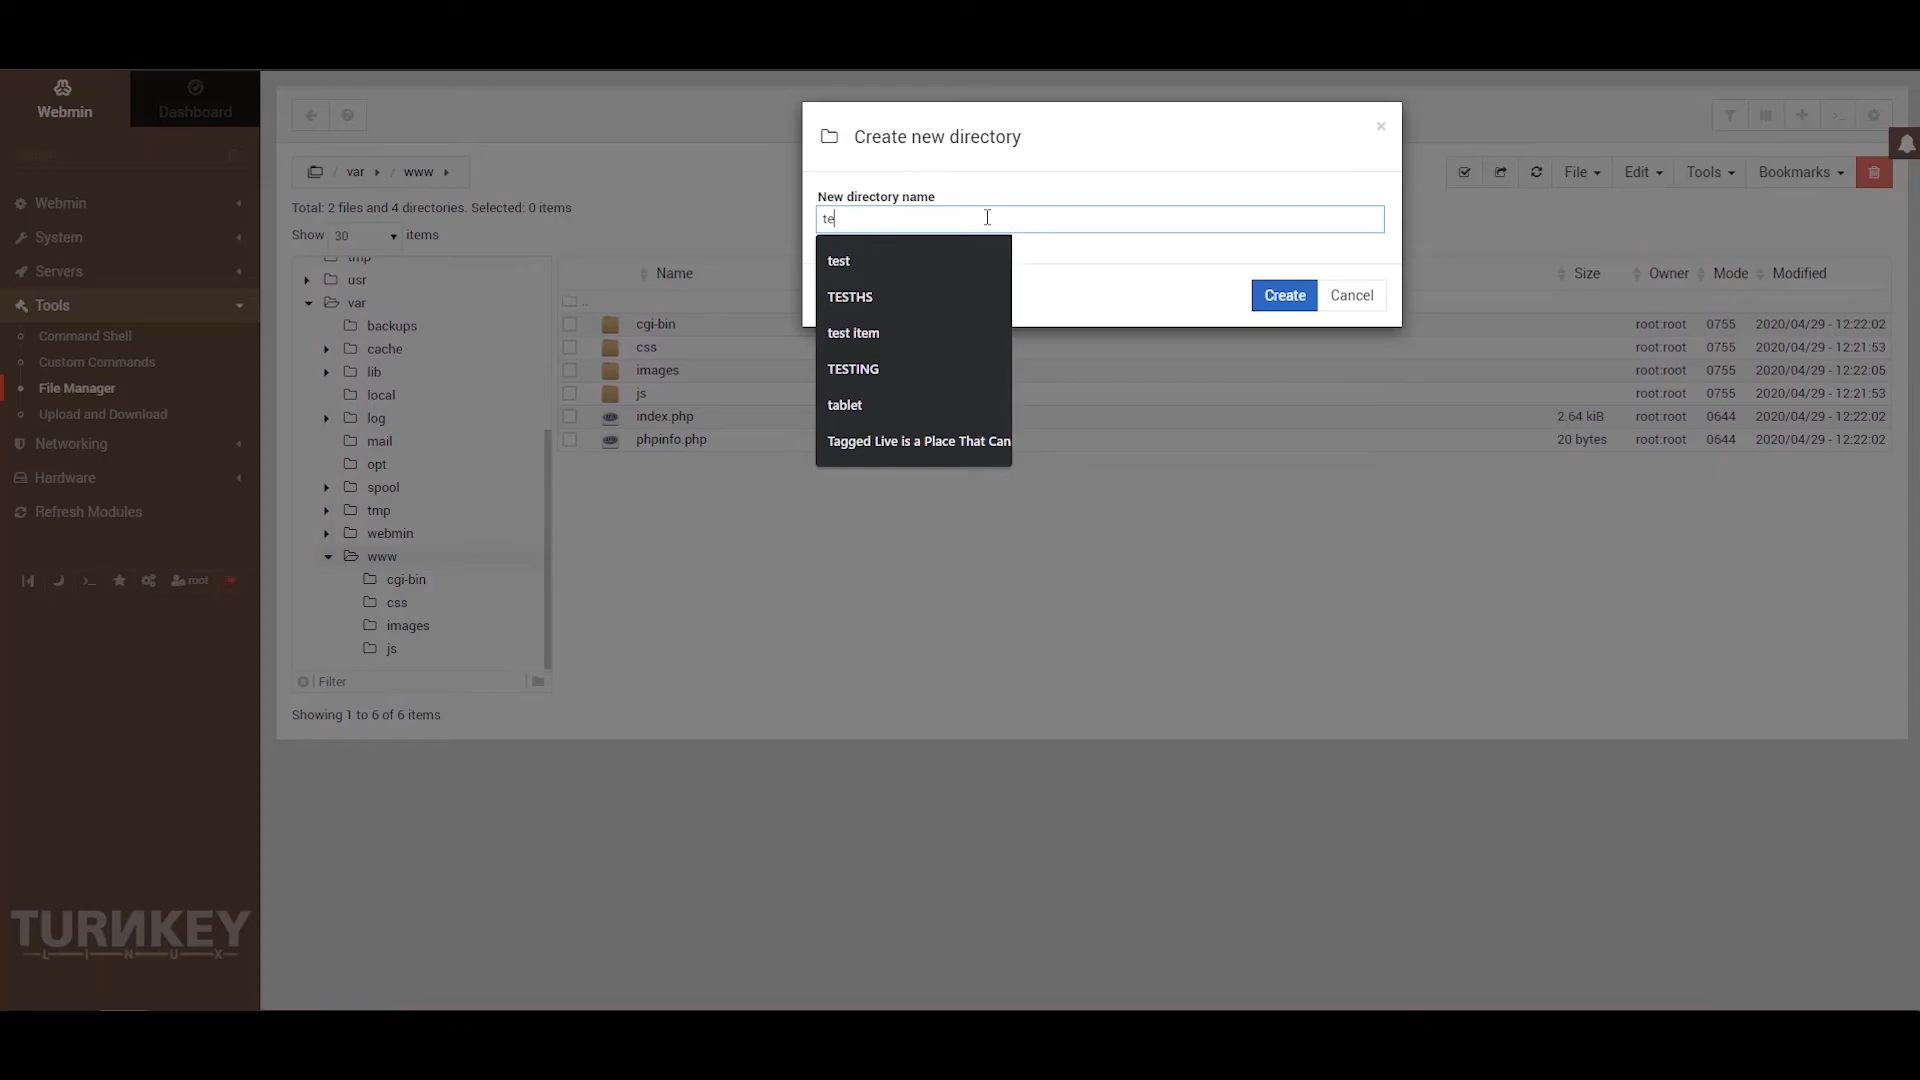 Webmin
Dashboard
Search
Webmin
System
Servers
Tools
Command Shell
Custom Commands
File Manager
Upload and Download
Networking
Hardware
Refresh Modules
root
TURNKEY
LINUX
/ var / www
Total: 2 files and 4 directories. Selected: 0 items
Show 30 items
File
Edit
Tools
Bookmarks
tmp
usr
var
backups
cache
lib
local
log
mail
opt
spool
tmp
webmin
www
cgi-bin
css
images
js
Filter
Showing 1 to 6 of 6 items
Name Size Owner Mode Modified
..
cgi-bin root:root 0755 2020/04/29 - 12:22:02
css root:root 0755 2020/04/29 - 12:21:53
images root:root 0755 2020/04/29 - 12:22:05
js root:root 0755 2020/04/29 - 12:21:53
index.php 2.64 kiB root:root 0644 2020/04/29 - 12:22:02
phpinfo.php 20 bytes root:root 0644 2020/04/29 - 12:22:02
Create new directory
×
New directory name
te
test
TESTHS
test item
TESTING
tablet
Tagged Live is a Place That Can
Create
Cancel